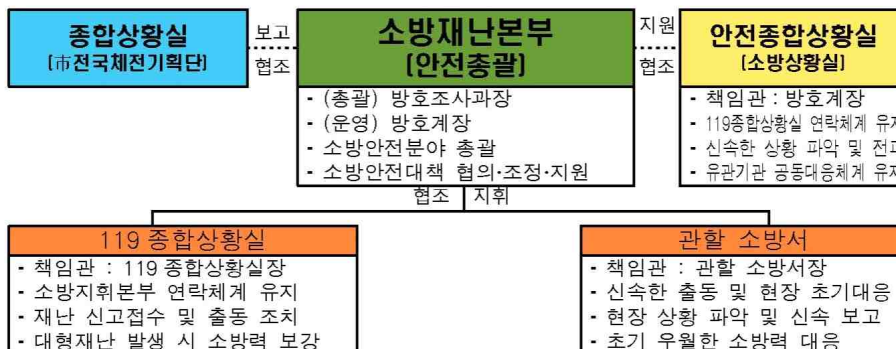 종합상황실
[市전국체전기획단]
보고
협조
소방재난본부
[안전총괄]
- (총괄) 방호조사과장
- (운영) 방호계장
- 소방안전분야 총괄
- 소방안전대책 협의·조정·지원
지원
협조
안전종합상황실
[소방상황실]
- 책임관 : 방호계장
- 119종합상황실 연락체계
- 신속한 상황 파악 및
- 유관기관 공동대응체계
협조 지휘
119 종합상황실
- 책임관 : 119 종합상황실장
- 소방지휘본부 연락체계 유지
- 재난 신고접수 및 출동 조치
- 대형재난 발생 시 소방력 보강
관할 소방서
- 책임관 : 관할 소방서장
- 신속한 출동 및 현장 초기대응
- 현장 상황 파악 및 신속 보고
- 초기 우월한 소방력 대응